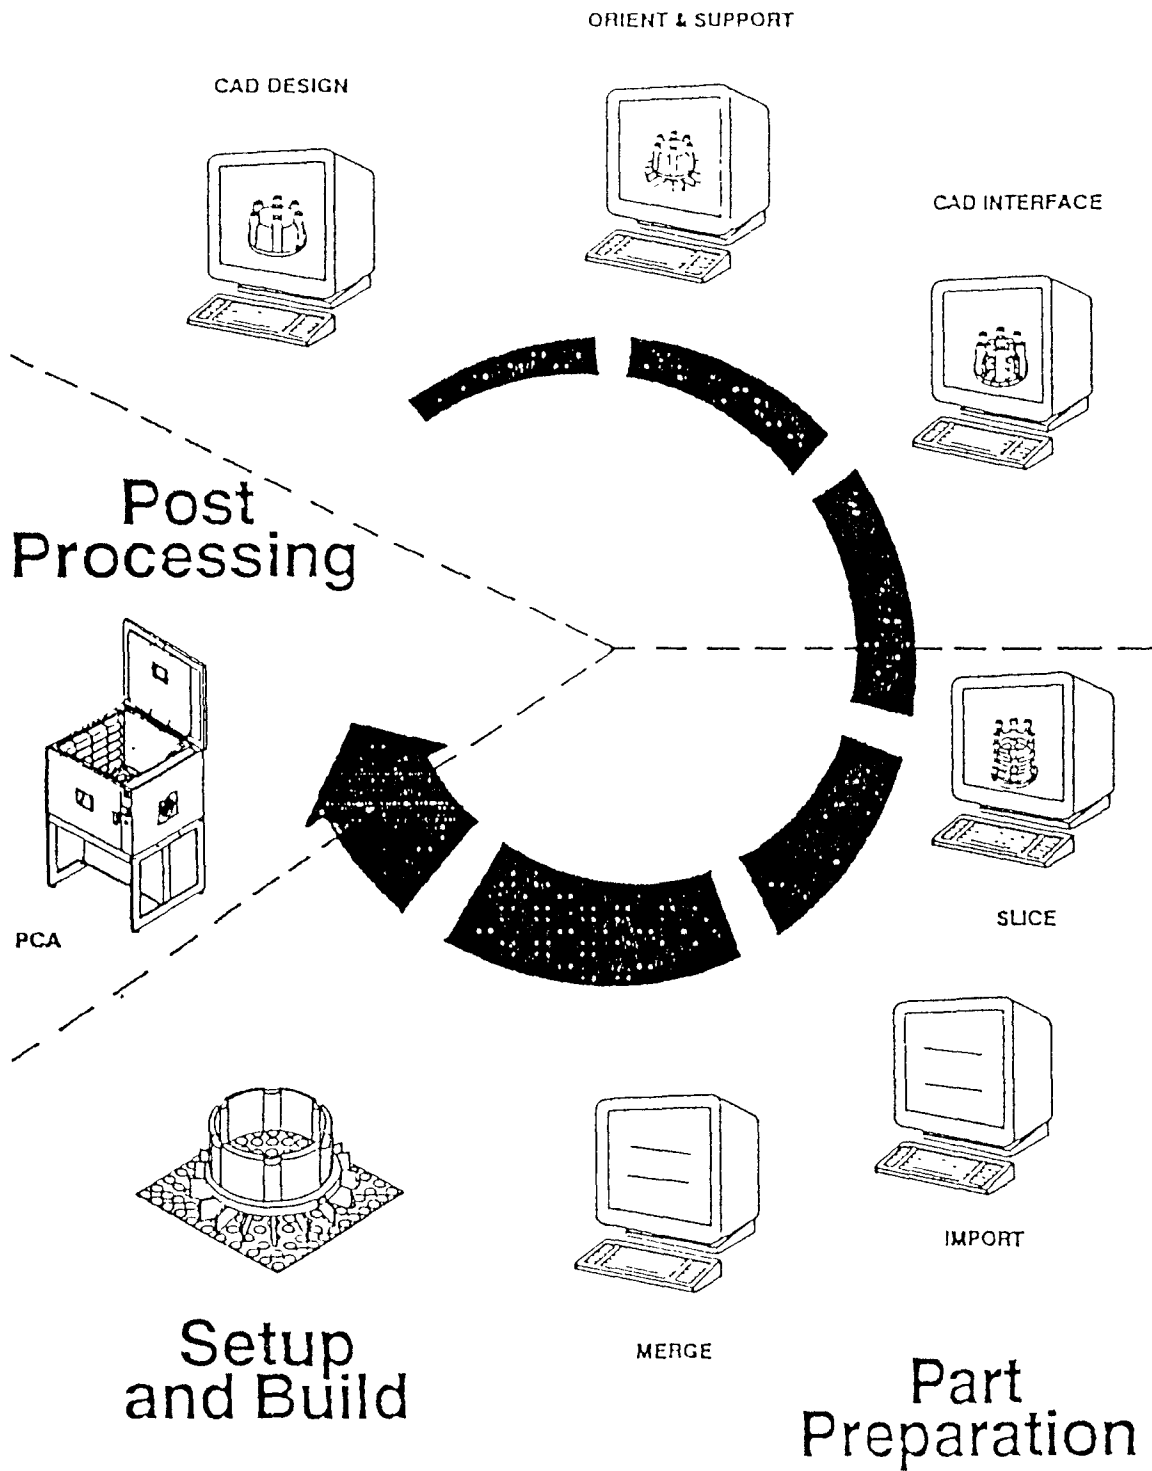 ORIENT & SUPPORT
CAD DESIGN
CAD INTERFACE
Post
Processing
PCA
SLICE
IMPORT
MERGE
Setup
and Build
Part
Preparation